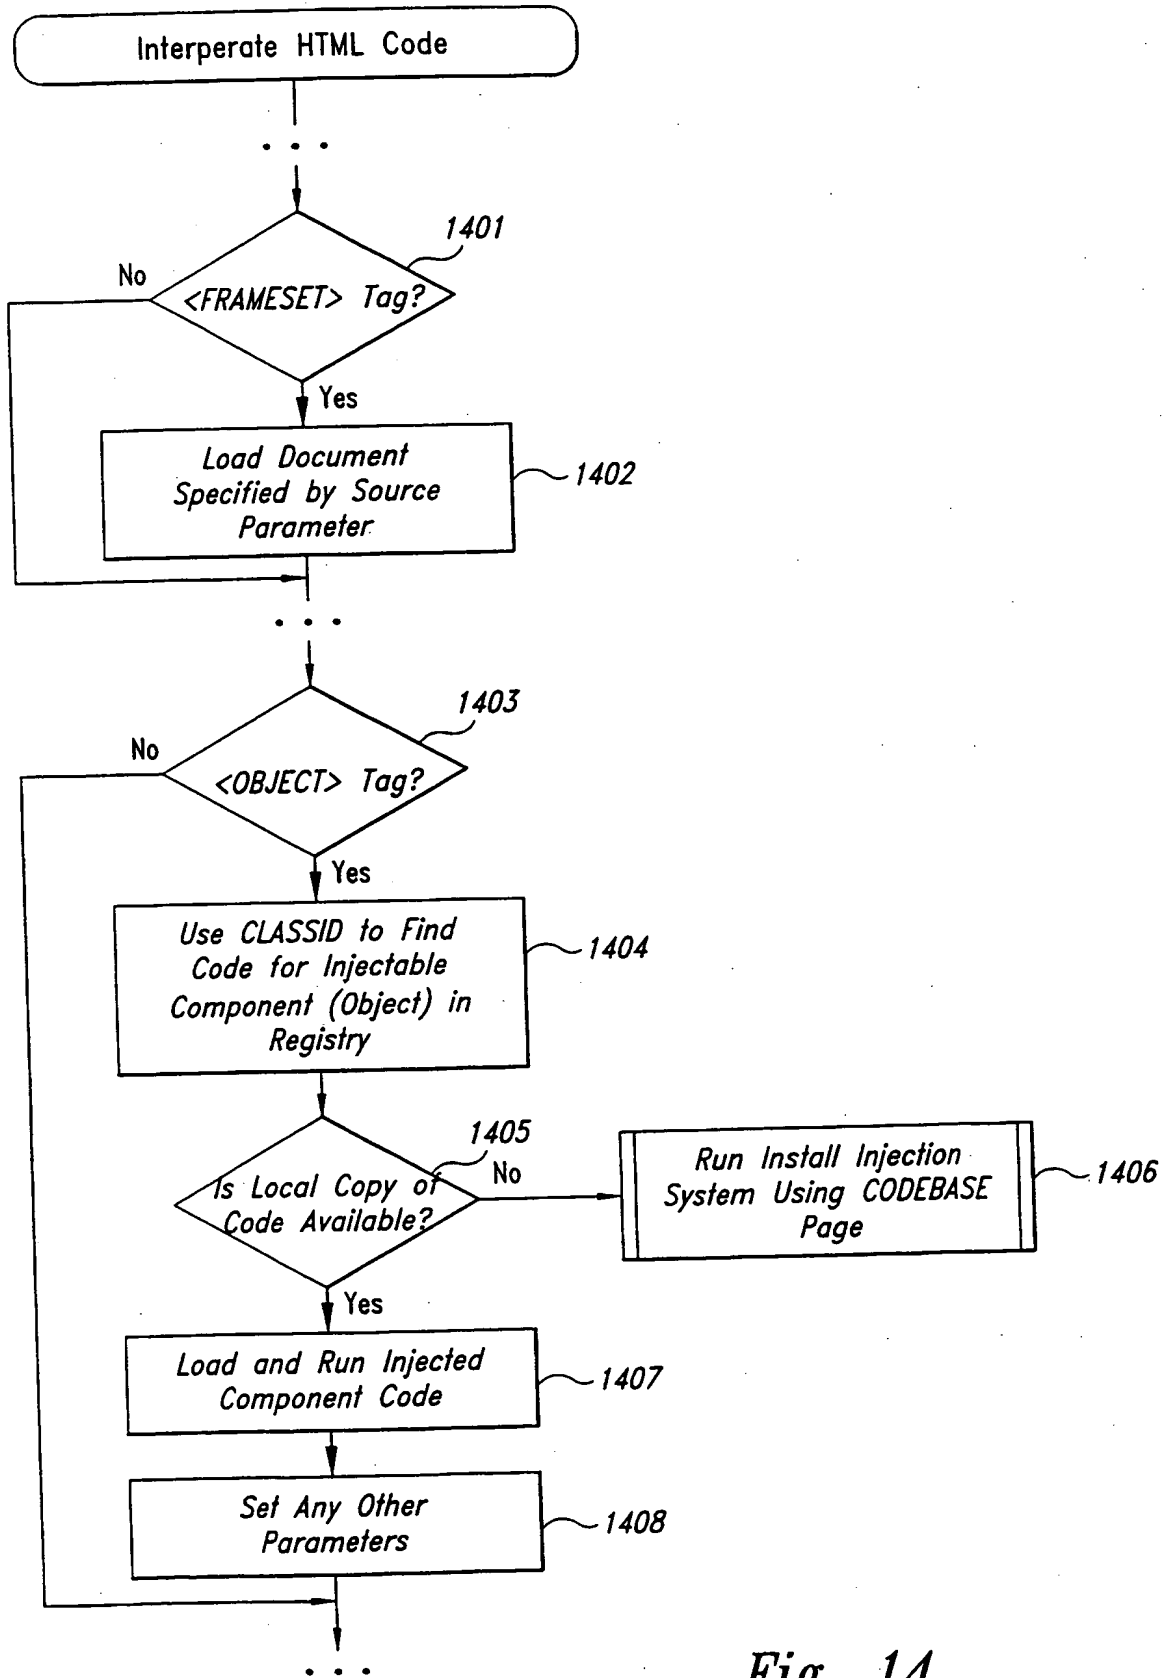 Interperate HTML Code
. . .
1401
No
<FRAMESET> Tag?
Yes
Load Document
Specified by Source
Parameter
1402
. . .
1403
No
<OBJECT> Tag?
Yes
Use CLASSID to Find
Code for Injectable
Component (Object) in
Registry
1404
1405
Is Local Copy of
Code Available?
No
Run Install Injection
System Using CODEBASE
Page
1406
Yes
Load and Run Injected
Component Code
1407
Set Any Other
Parameters
1408
. . .
Fig. 14